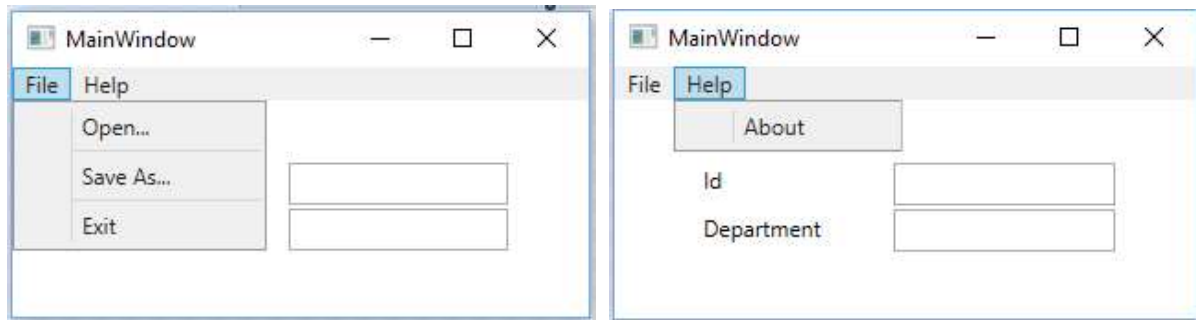 MainWindow
File Help
Open...
Save As...
Exit
MainWindow
File Help
About
Id
Department